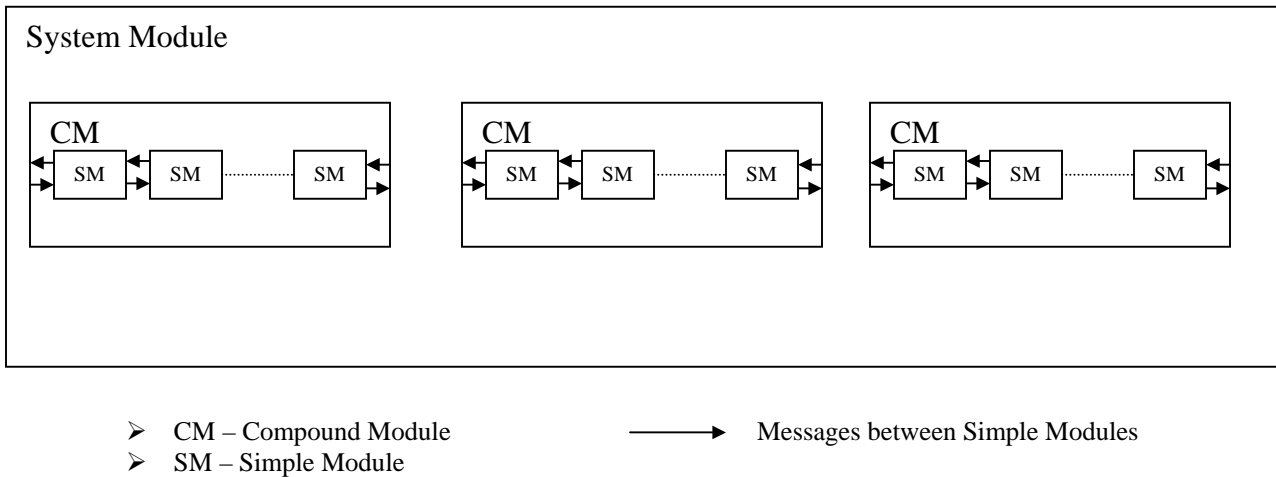 System Module
CM CM CM
SM SM SM SM SM SM SM SM SM
➢ CM – Compound Module Messages between Simple Modules
➢ SM – Simple Module